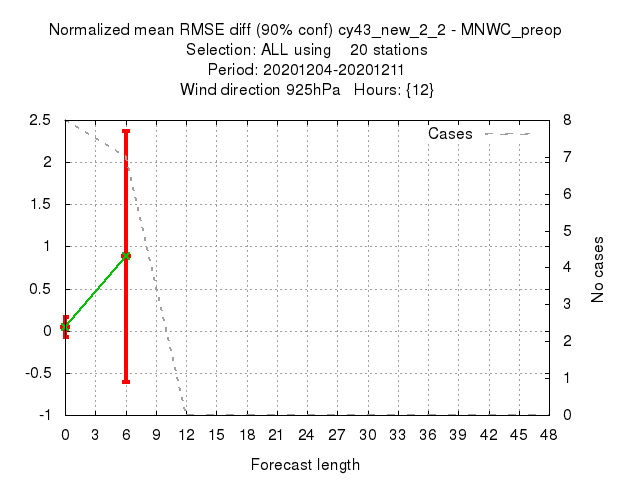 Normalized mean RMSE diff (90% conf) cy43_new_2_2 - MNWC_preop
Selection: ALL using 20 stations
Period: 20201204-20201211
Wind direction 925hPa Hours: {12}
Cases
2.5
2
1.5
1
0.5
0
-0.5
-1
8
7
6
5
4
3
2
1
0
No cases
0 3 6 9 12 15 18 21 24 27 30 33 36 39 42 45 48
Forecast length